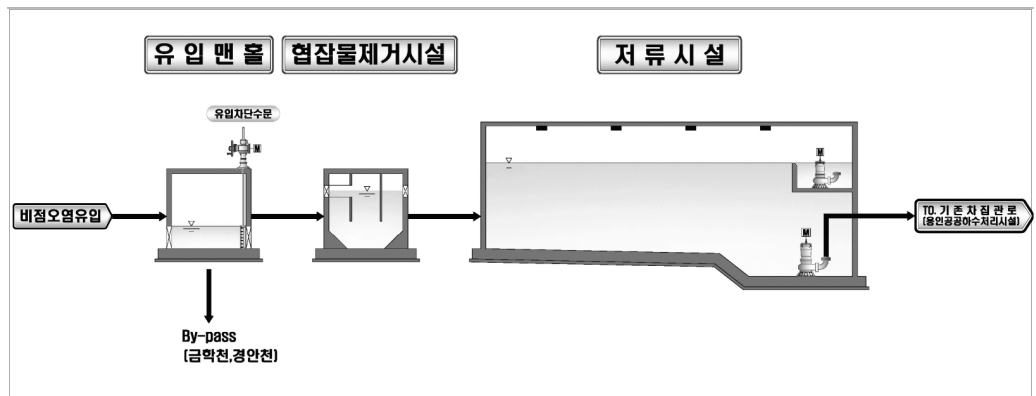 유 입 맨 홀
협잡물제거시설
저 류 시 설
유입차단수문
M
M
M
비점오염유입
TO. 기 존 차 집 관 로
(용인공공하수처리시설)
By-pass
(금학천,경안천)